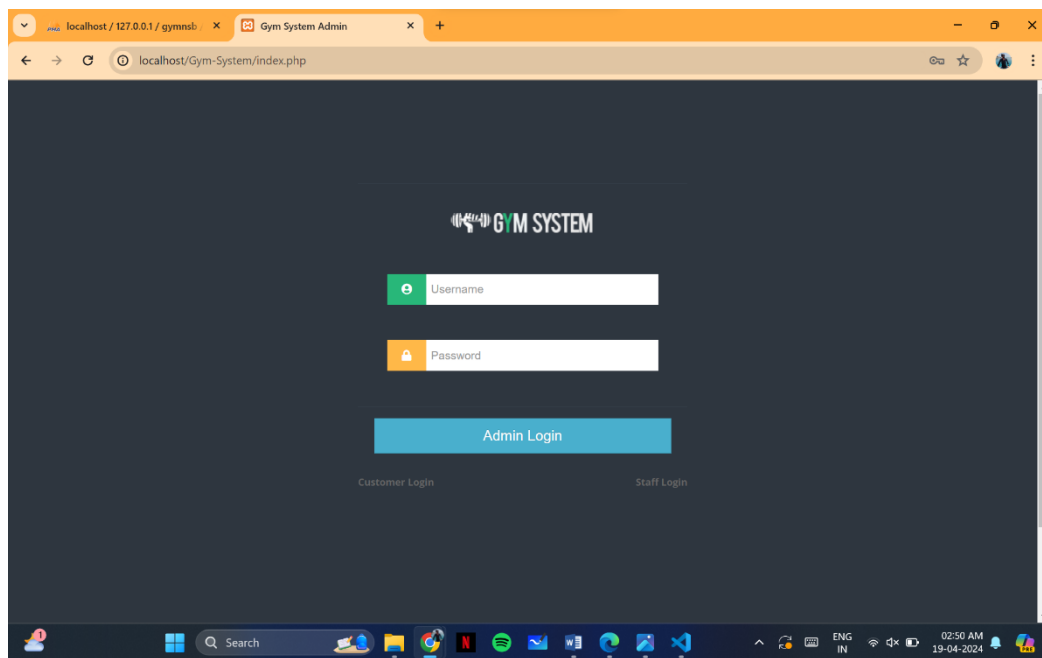 localhost / 127.0.0.1 / gymnsb /
Gym System Admin
localhost/Gym-System/index.php
GYM SYSTEM
Username
Password
Admin Login
Customer Login
Staff Login
1
Search
ENG
IN
02:50 AM
19-04-2024